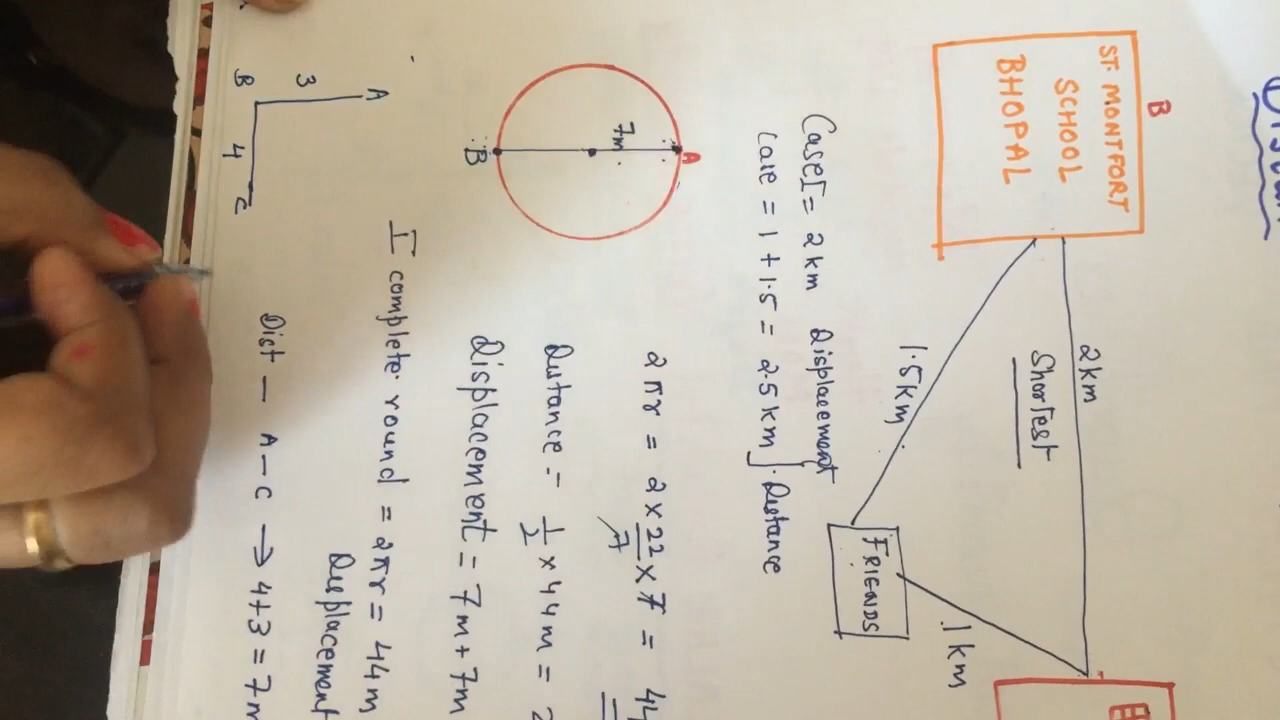 B
ST. MONTFORT
SCHOOL
BHOPAL
2km
Shortest
1.5km
1km
FRIENDS
Case I = 2km Displacement
Case = 1 + 1.5 = 2.5 km] Distance
A
7m
B
2πr = 2 × 22/7 × 7 = 44
Distance = 1/2 × 44m =
Displacement = 7m + 7m
I complete round = 2πr = 44m
Displacement
A
3
B
4
C
Dist — A – C → 4+3 = 7m